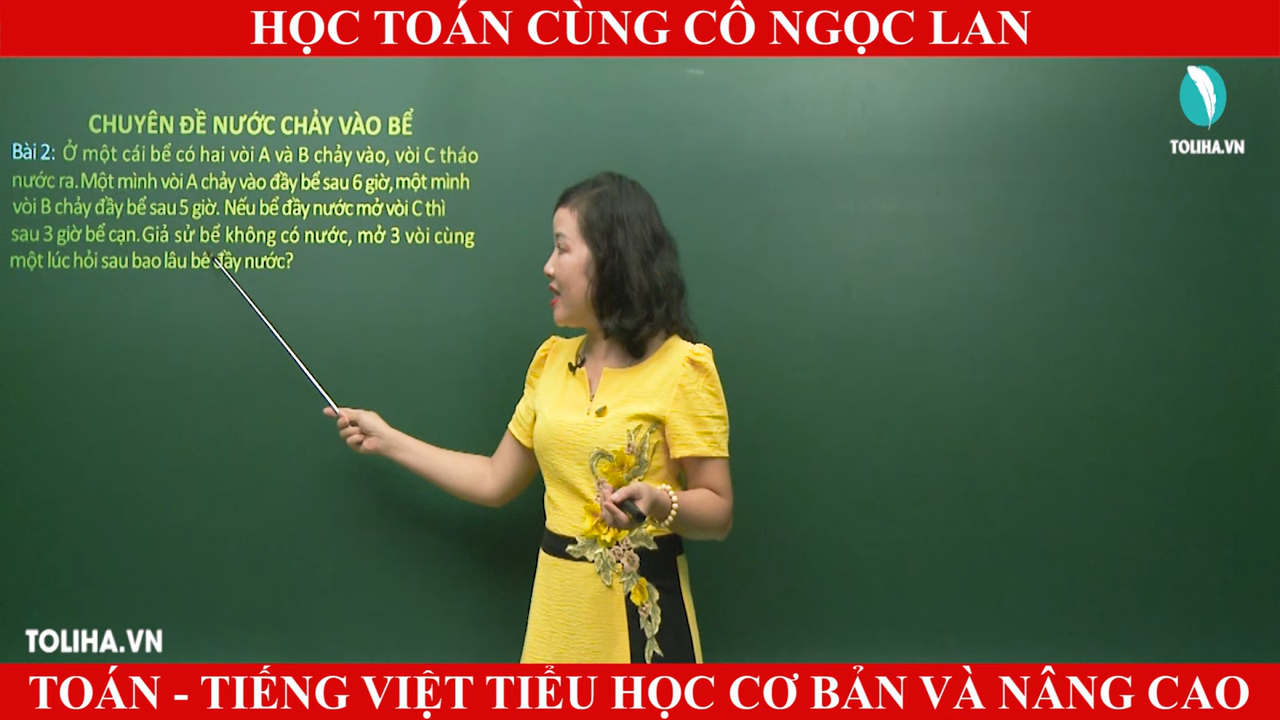 HỌC TOÁN CÙNG CÔ NGỌC LAN
TOLIHA.VN
CHUYÊN ĐỀ NƯỚC CHẢY VÀO BỂ
Bài 2: Ở một cái bể có hai vòi A và B chảy vào, vòi C tháo
nước ra. Một mình vòi A chảy vào đầy bể sau 6 giờ, một mình
vòi B chảy đầy bể sau 5 giờ. Nếu bể đầy nước mở vòi C thì
sau 3 giờ bể cạn. Giả sử bể không có nước, mở 3 vòi cùng
một lúc hỏi sau bao lâu bể đầy nước?
TOLIHA.VN
TOÁN - TIẾNG VIỆT TIỂU HỌC CƠ BẢN VÀ NÂNG CAO